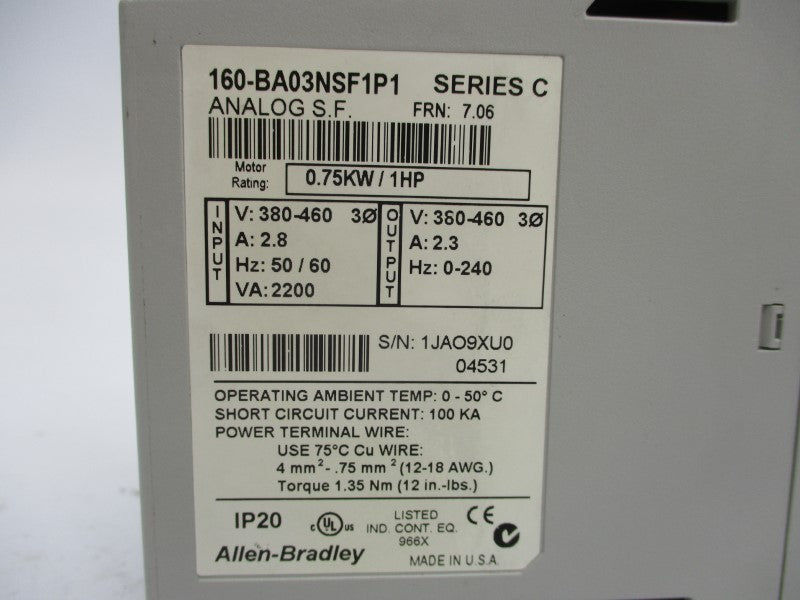 160-BA03NSF1P1 SERIES C
ANALOG S.F. FRN: 7.06
Motor Rating: 0.75KW / 1HP
INPUT
V: 380-460 3Ø
A: 2.8
Hz: 50 / 60
VA: 2200
OUTPUT
V: 360-460 3Ø
A: 2.3
Hz: 0-240
S/N: 1JAO9XU0
04531
OPERATING AMBIENT TEMP: 0 - 50° C
SHORT CIRCUIT CURRENT: 100 KA
POWER TERMINAL WIRE:
USE 75°C Cu WIRE:
4 mm² - .75 mm² (12-18 AWG.)
Torque 1.35 Nm (12 in.-lbs.)
IP20 c UL us LISTED IND. CONT. EQ. 966X CE
Allen-Bradley MADE IN U.S.A.